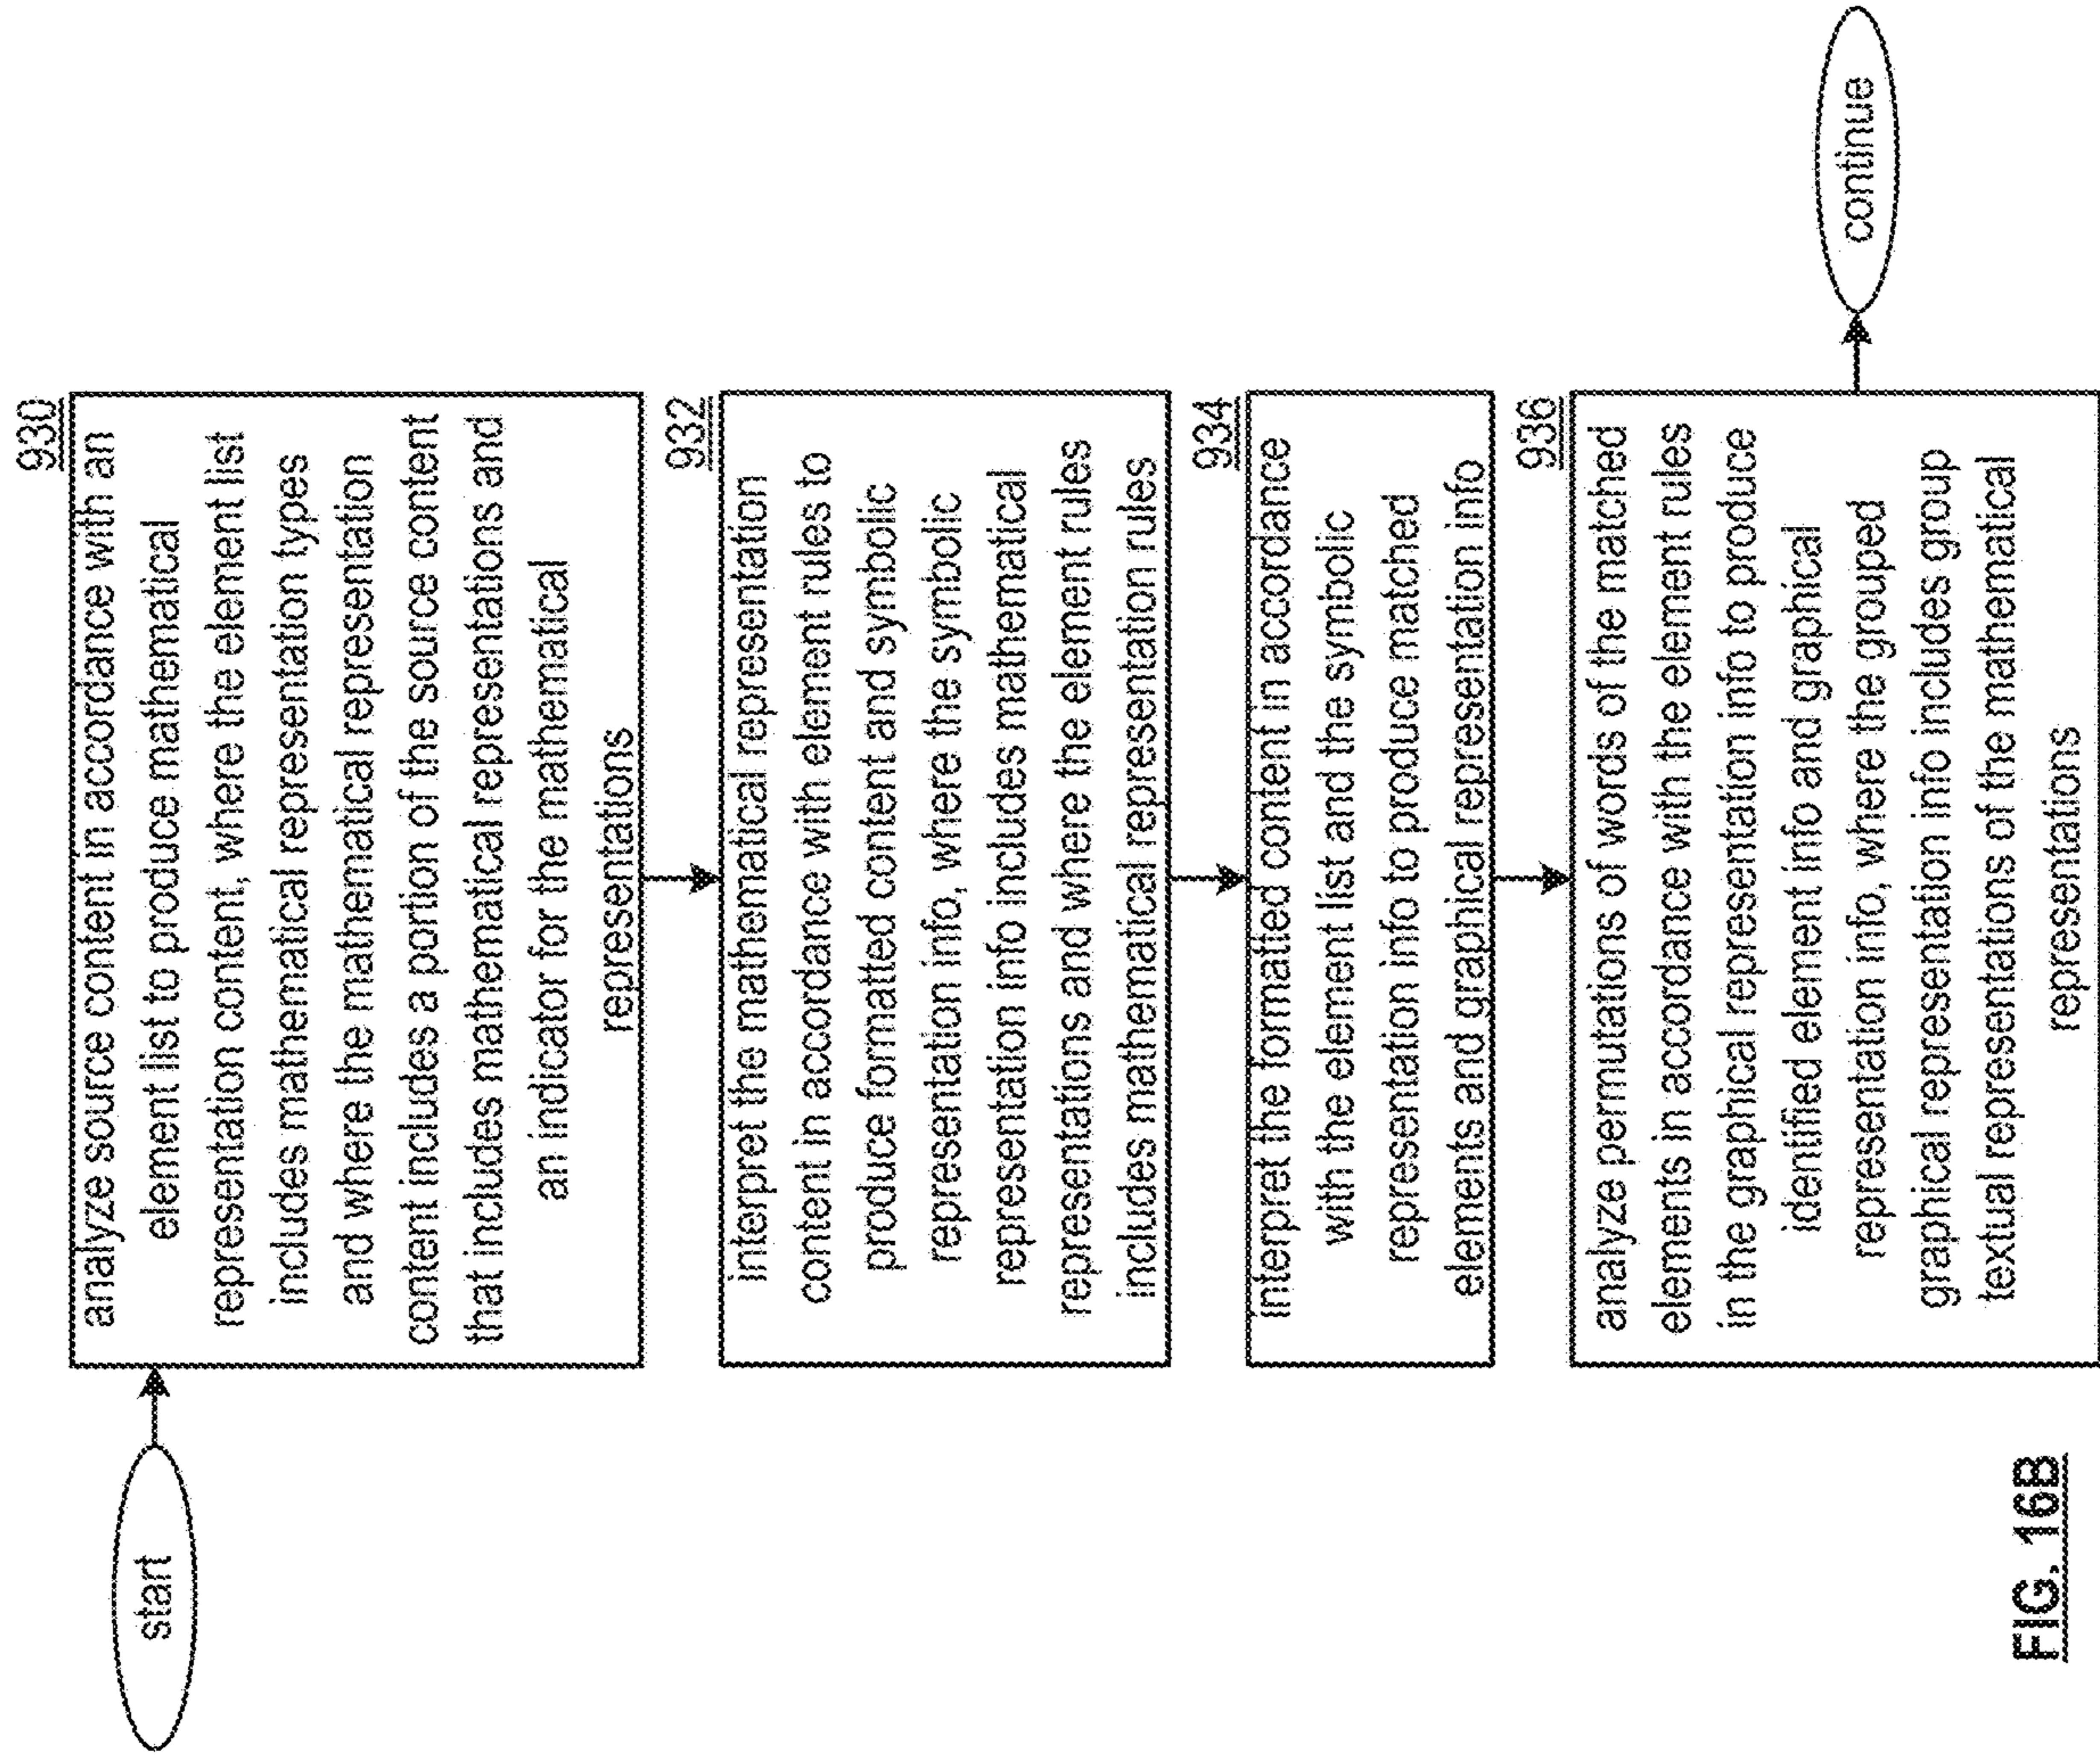 start
930
analyze source content in accordance with an
element list to produce mathematical
representation content, where the element list
includes mathematical representation types
and where the mathematical representation
content includes a portion of the source content
that includes mathematical representations and
an indicator for the mathematical
representations
932
interpret the mathematical representation
content in accordance with element rules to
produce formatted content and symbolic
representation info, where the symbolic
representation info includes mathematical
representations and where the element rules
includes mathematical representation rules
934
interpret the formatted content in accordance
with the element list and the symbolic
representation info to produce matched
elements and graphical representation info
936
analyze permutations of words of the matched
elements in accordance with the element rules
in the graphical representation info to produce
identified element info and graphical
representation info, where the grouped
graphical representation info includes group
textual representations of the mathematical
representations
continue
FIG. 16B